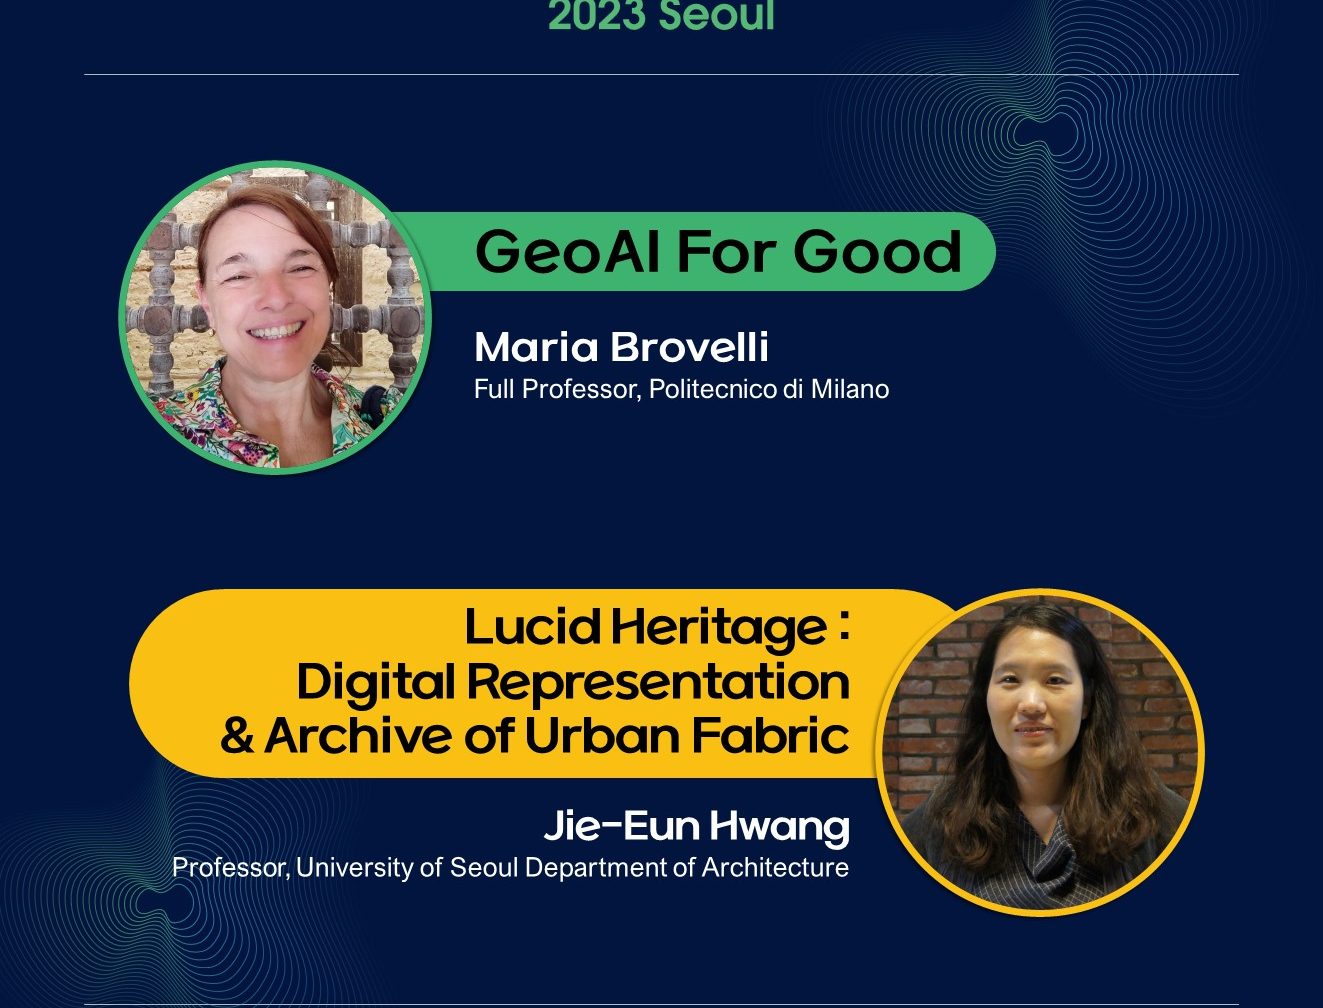 2023 Seoul
GeoAI For Good
Maria Brovelli
Full Professor, Politecnico di Milano
Lucid Heritage :
Digital Representation
& Archive of Urban Fabric
Jie-Eun Hwang
Professor, University of Seoul Department of Architecture